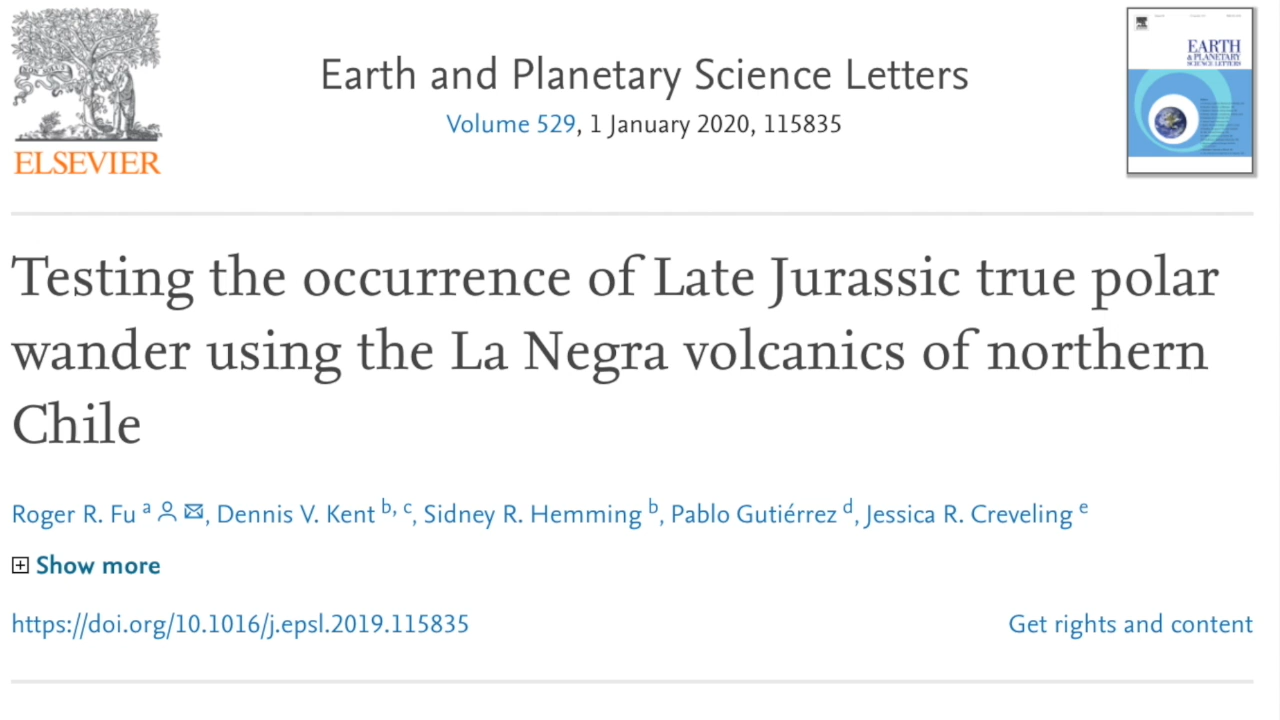 ELSEVIER
Earth and Planetary Science Letters
Volume 529, 1 January 2020, 115835
EARTH
& PLANETARY
SCIENCE LETTERS
Testing the occurrence of Late Jurassic true polar
wander using the La Negra volcanics of northern
Chile
Roger R. Fu a, Dennis V. Kent b, c, Sidney R. Hemming b, Pablo Gutiérrez d, Jessica R. Creveling e
Show more
https://doi.org/10.1016/j.epsl.2019.115835
Get rights and content